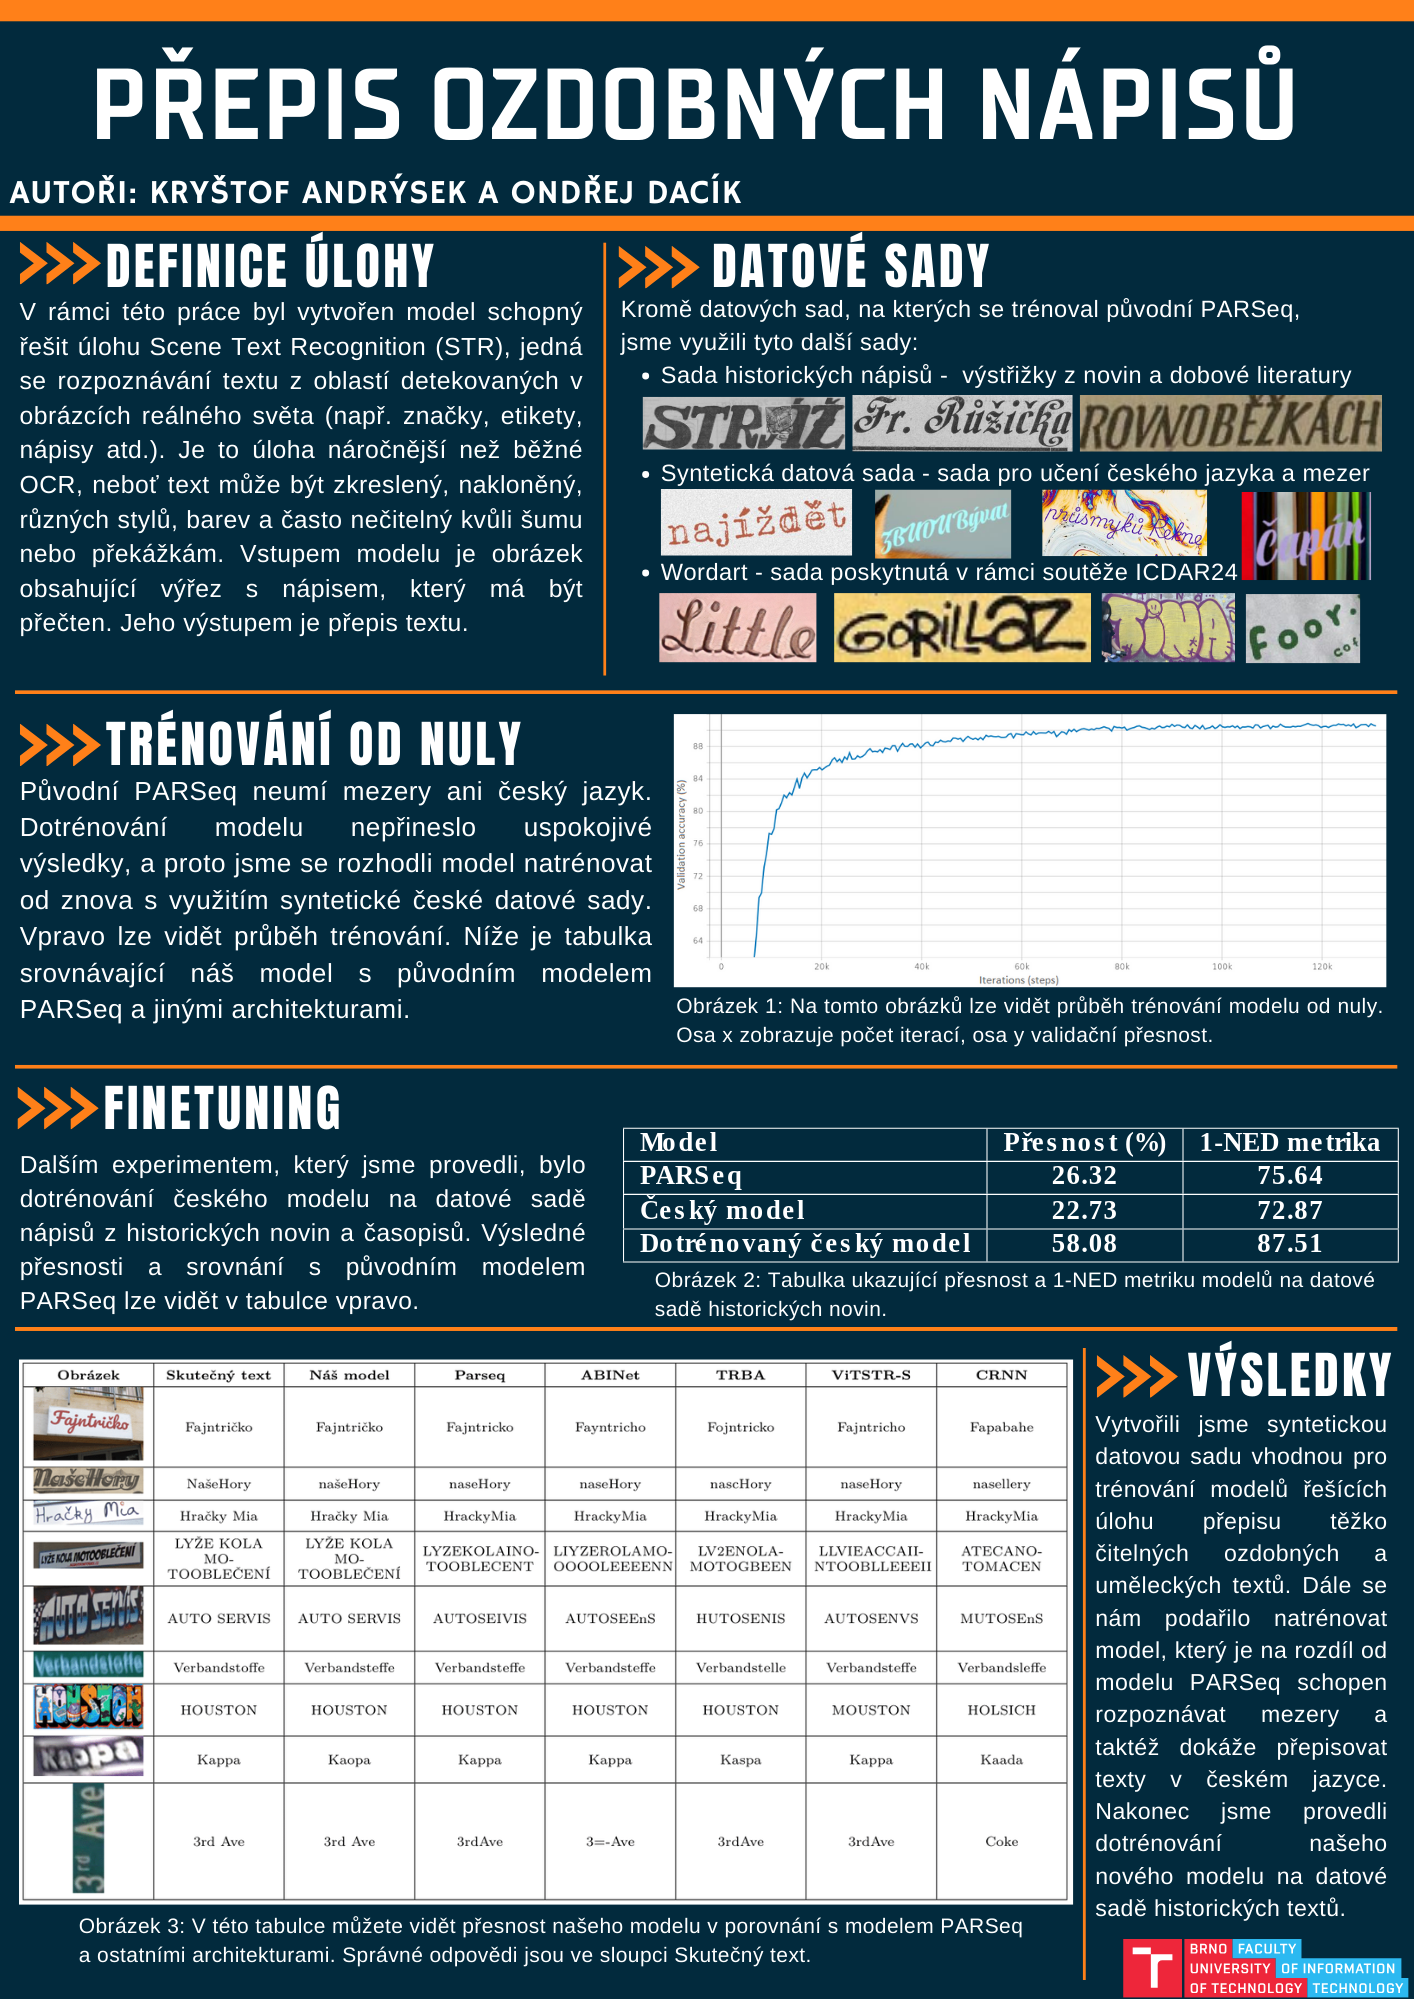 PŘEPIS OZDOBNÝCH NÁPISŮ
AUTOŘI: KRYŠTOF ANDRÝSEK A ONDŘEJ DACÍK
DEFINICE ÚLOHY
V rámci této práce byl vytvořen model schopný
řešit úlohu Scene Text Recognition (STR), jedná
se rozpoznávání textu z oblastí detekovaných v
obrázcích reálného světa (např. značky, etikety,
nápisy atd.). Je to úloha náročnější než běžné
OCR, neboť text může být zkreslený, nakloněný,
různých stylů, barev a často nečitelný kvůli šumu
nebo překážkám. Vstupem modelu je obrázek
obsahující výřez s nápisem, který má být
přečten. Jeho výstupem je přepis textu.
DATOVÉ SADY
Kromě datových sad, na kterých se trénoval původní PARSeq,
jsme využili tyto další sady:
Sada historických nápisů - výstřižky z novin a dobové literatury
STRÁŽ Fr. Růžička ROVNOBĚŽKÁCH
Syntetická datová sada - sada pro učení českého jazyka a mezer
najíždět 3BUOU Býval průsmyků Řekne Čapán
Wordart - sada poskytnutá v rámci soutěže ICDAR24
Little GORILLAZ TiNA Fooy.
TRÉNOVÁNÍ OD NULY
Původní PARSeq neumí mezery ani český jazyk.
Dotrénování modelu nepřineslo uspokojivé
výsledky, a proto jsme se rozhodli model natrénovat
od znova s využitím syntetické české datové sady.
Vpravo lze vidět průběh trénování. Níže je tabulka
srovnávající náš model s původním modelem
PARSeq a jinými architekturami.
Validation accuracy (%)
88
84
80
76
72
68
64
0 20k 40k 60k 80k 100k 120k
Iterations (steps)
Obrázek 1: Na tomto obrázků lze vidět průběh trénování modelu od nuly.
Osa x zobrazuje počet iterací, osa y validační přesnost.
FINETUNING
Dalším experimentem, který jsme provedli, bylo
dotrénování českého modelu na datové sadě
nápisů z historických novin a časopisů. Výsledné
přesnosti a srovnání s původním modelem
PARSeq lze vidět v tabulce vpravo.
Model Přesnost (%) 1-NED metrika
PARSeq 26.32 75.64
Český model 22.73 72.87
Dotrénovaný český model 58.08 87.51
Obrázek 2: Tabulka ukazující přesnost a 1-NED metriku modelů na datové
sadě historických novin.
Obrázek Skutečný text Náš model Parseq ABINet TRBA ViTSTR-S CRNN
Fajntričko Fajntričko Fajntričko Fajntricko Fayntricho Fojntricko Fajntricho Fapabahe
NašeHory NašeHory našeHory naseHory naseHory nascHory naseHory nasellery
Hračky Mia Hračky Mia Hračky Mia HrackyMia HrackyMia HrackyMia HrackyMia HrackyMia
LYŽE KOLA MOTOOBLEČENÍ LYŽE KOLA LYŽE KOLA LYZEKOLAINO- LIYZEROLAMO- LV2ENOLA- LLVIEACCAII- ATECANO-
MO- MO- TOOBLECENT OOOOLEEEENN MOTOGBEEN NTOOBLLEEEII TOMACEN
TOOBLEČENÍ TOOBLEČENÍ
AUTO SERVIS AUTO SERVIS AUTO SERVIS AUTOSEIVIS AUTOSEEnS HUTOSENIS AUTOSENVS MUTOSEnS
Verbandstoffe Verbandstoffe Verbandsteffe Verbandsteffe Verbandsteffe Verbandstelle Verbandsteffe Verbandsleffe
HOUSTON HOUSTON HOUSTON HOUSTON HOUSTON HOUSTON MOUSTON HOLSICH
Kappa Kappa Kaopa Kappa Kappa Kaspa Kappa Kaada
3rd Ave 3rd Ave 3rd Ave 3rdAve 3=-Ave 3rdAve 3rdAve Coke
Obrázek 3: V této tabulce můžete vidět přesnost našeho modelu v porovnání s modelem PARSeq
a ostatními architekturami. Správné odpovědi jsou ve sloupci Skutečný text.
VÝSLEDKY
Vytvořili jsme syntetickou
datovou sadu vhodnou pro
trénování modelů řešících
úlohu přepisu těžko
čitelných ozdobných a
uměleckých textů. Dále se
nám podařilo natrénovat
model, který je na rozdíl od
modelu PARSeq schopen
rozpoznávat mezery a
taktéž dokáže přepisovat
texty v českém jazyce.
Nakonec jsme provedli
dotrénování našeho
nového modelu na datové
sadě historických textů.
T
BRNO FACULTY
UNIVERSITY OF INFORMATION
OF TECHNOLOGY TECHNOLOGY